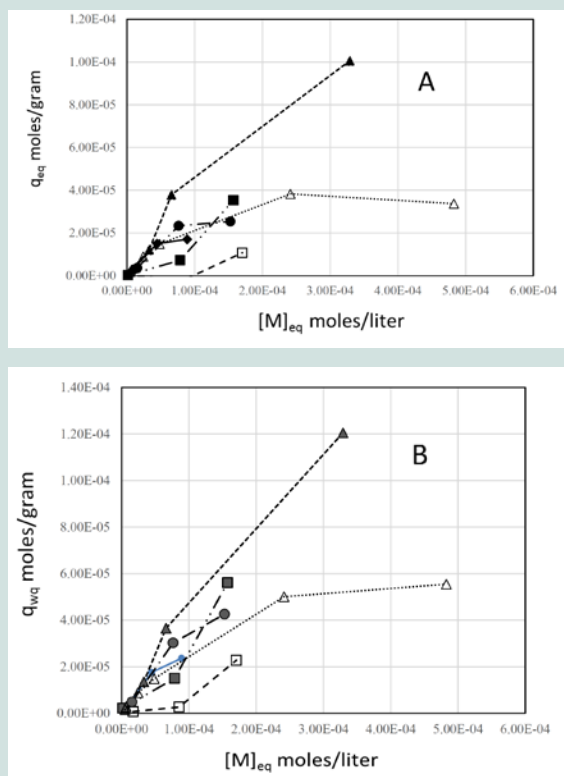 1.20E-04
1.00E-04
8.00E-05
6.00E-05
4.00E-05
2.00E-05
0.00E+00
q_eq moles/gram
A
0.00E+00 1.00E-04 2.00E-04 3.00E-04 4.00E-04 5.00E-04 6.00E-04
[M]eq moles/liter
1.40E-04
1.20E-04
1.00E-04
8.00E-05
6.00E-05
4.00E-05
2.00E-05
0.00E+00
q_wq moles/gram
B
0.00E+00 1.00E-04 2.00E-04 3.00E-04 4.00E-04 5.00E-04 6.00E-04
[M]eq moles/liter